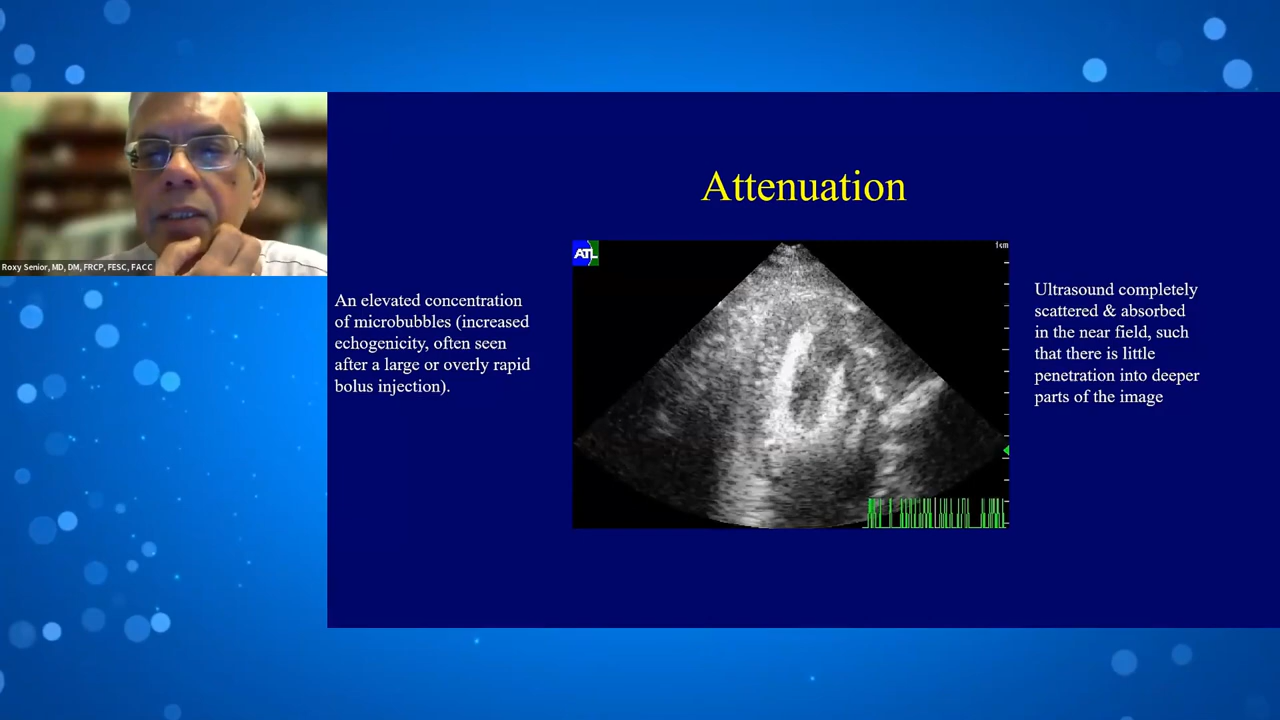 Attenuation
Roxy Senior, MD, DM, FRCP, FESC, FACC
An elevated concentration
of microbubbles (increased
echogenicity, often seen
after a large or overly rapid
bolus injection).
ATL
Ultrasound completely
scattered & absorbed
in the near field, such
that there is little
penetration into deeper
parts of the image